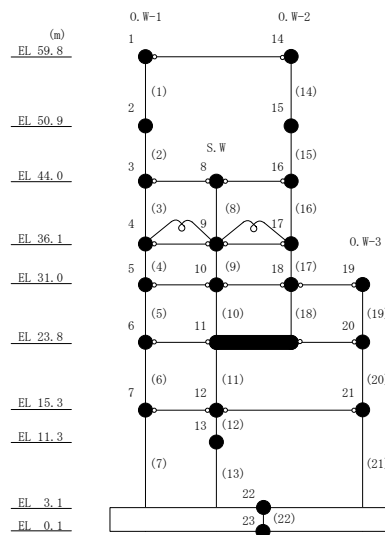 O.W-1 O.W-2
(m)
EL 59.8 1 14
(1) (14)
EL 50.9 2 15
(2) S.W (15)
EL 44.0 3 8 16
(3) (8) (16)
EL 36.1 4 9 17 O.W-3
(4) (9) (17)
EL 31.0 5 10 18 19
(5) (10) (18) (19)
EL 23.8 6 11 20
(6) (11) (20)
EL 15.3 7 12 21
(12)
EL 11.3 13
(7) (13) (21)
EL 3.1 22
(22)
EL 0.1 23